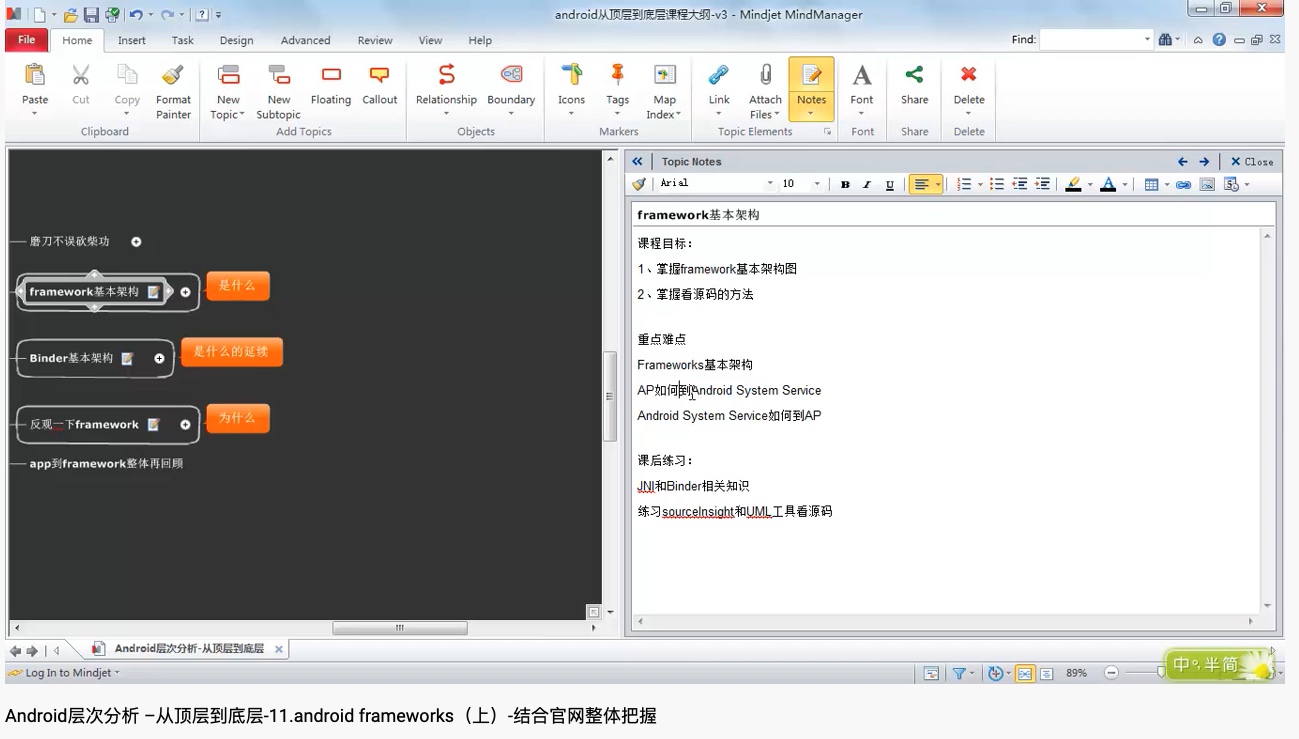 android从顶层到底层课程大纲-v3 - Mindjet MindManager
File Home Insert Task Design Advanced Review View Help Find:
Paste Cut Copy Format Painter New Topic New Subtopic Floating Callout Relationship Boundary Icons Tags Map Index Link Attach Files Notes Font Share Delete
Clipboard Add Topics Objects Markers Topic Elements Font Share Delete
Topic Notes Close
Arial 10 B I U
磨刀不误砍柴功
framework基本架构 是什么
Binder基本架构 是什么的延续
反观一下framework 为什么
app到framework整体再回顾
framework基本架构
课程目标：
1、掌握framework基本架构图
2、掌握看源码的方法
重点难点
Frameworks基本架构
AP如何到Android System Service
Android System Service如何到AP
课后练习：
JNI和Binder相关知识
练习sourceInsight和UML工具看源码
Android层次分析-从顶层到底层
Log In to Mindjet 89% 中 半 简
Android层次分析 –从顶层到底层-11.android frameworks（上）-结合官网整体把握